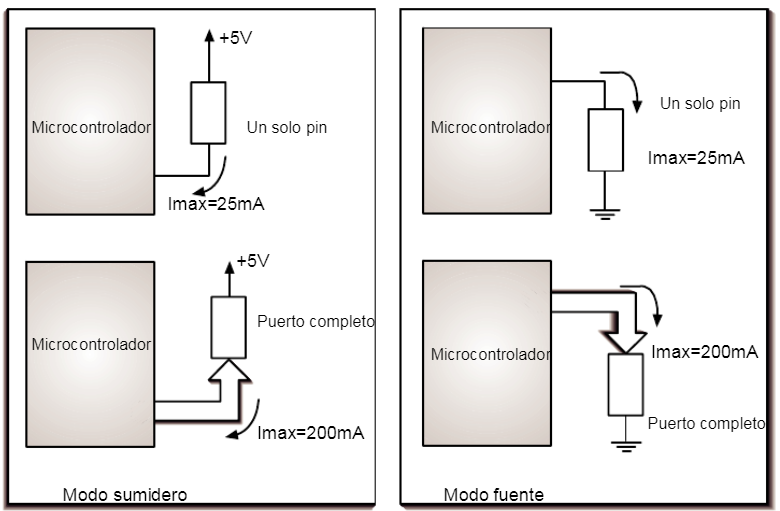 +5V
Microcontrolador
Un solo pin
Imax=25mA
+5V
Puerto completo
Microcontrolador
Imax=200mA
Modo sumidero
Un solo pin
Microcontrolador
Imax=25mA
Imax=200mA
Microcontrolador
Puerto completo
Modo fuente